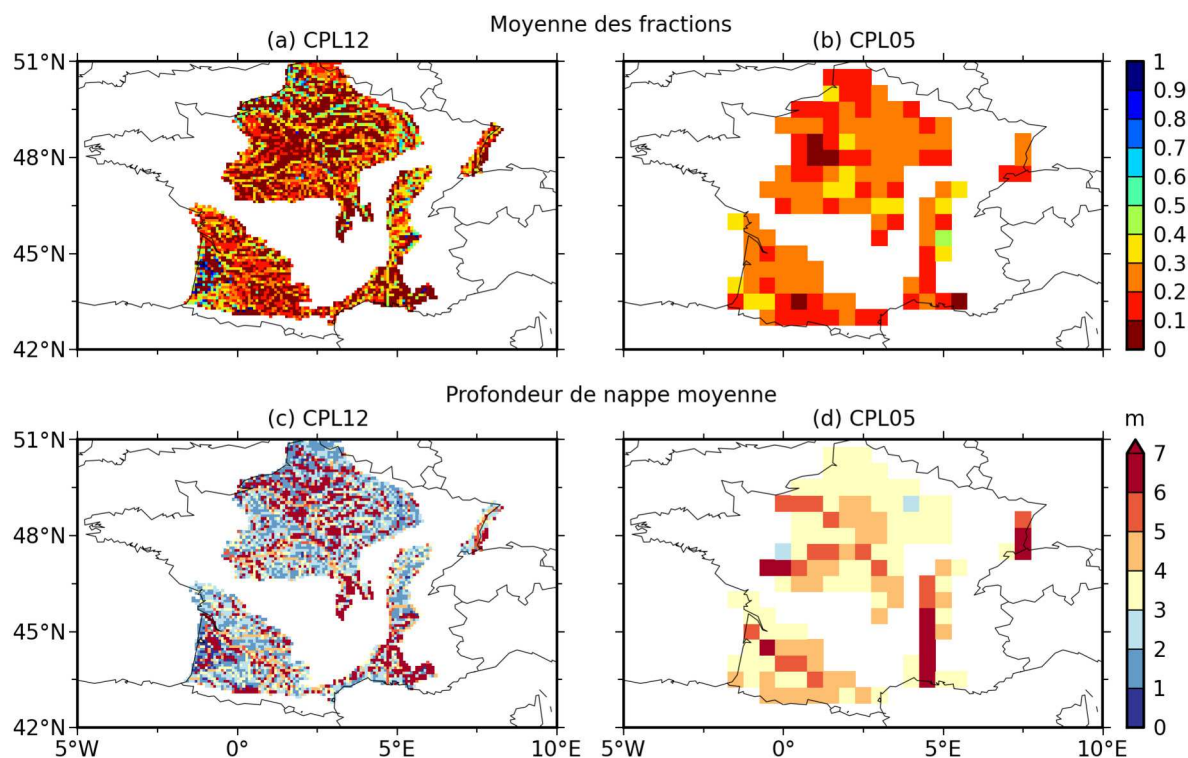 Moyenne des fractions
(a) CPL12
(b) CPL05
51°N
48°N
45°N
42°N
1
0.9
0.8
0.7
0.6
0.5
0.4
0.3
0.2
0.1
0
Profondeur de nappe moyenne
(c) CPL12
(d) CPL05
m
51°N
48°N
45°N
42°N
7
6
5
4
3
2
1
0
5°W 0° 5°E 10°E
5°W 0° 5°E 10°E